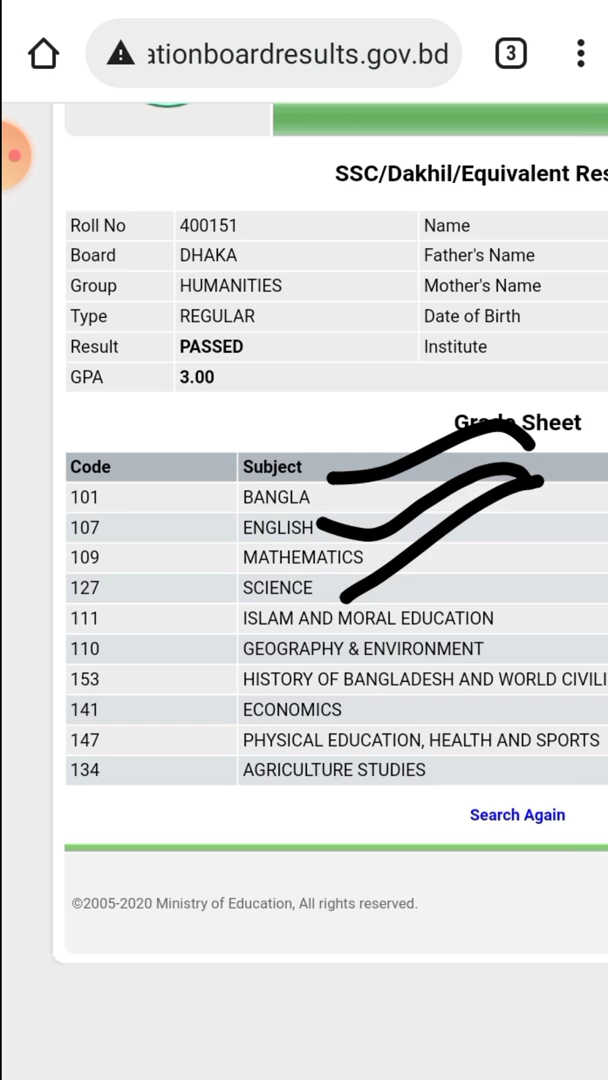 ationboardresults.gov.bd 3
SSC/Dakhil/Equivalent Res
Roll No 400151 Name
Board DHAKA Father's Name
Group HUMANITIES Mother's Name
Type REGULAR Date of Birth
Result PASSED Institute
GPA 3.00
Grade Sheet
Code Subject
101 BANGLA
107 ENGLISH
109 MATHEMATICS
127 SCIENCE
111 ISLAM AND MORAL EDUCATION
110 GEOGRAPHY & ENVIRONMENT
153 HISTORY OF BANGLADESH AND WORLD CIVILI
141 ECONOMICS
147 PHYSICAL EDUCATION, HEALTH AND SPORTS
134 AGRICULTURE STUDIES
Search Again
©2005-2020 Ministry of Education, All rights reserved.